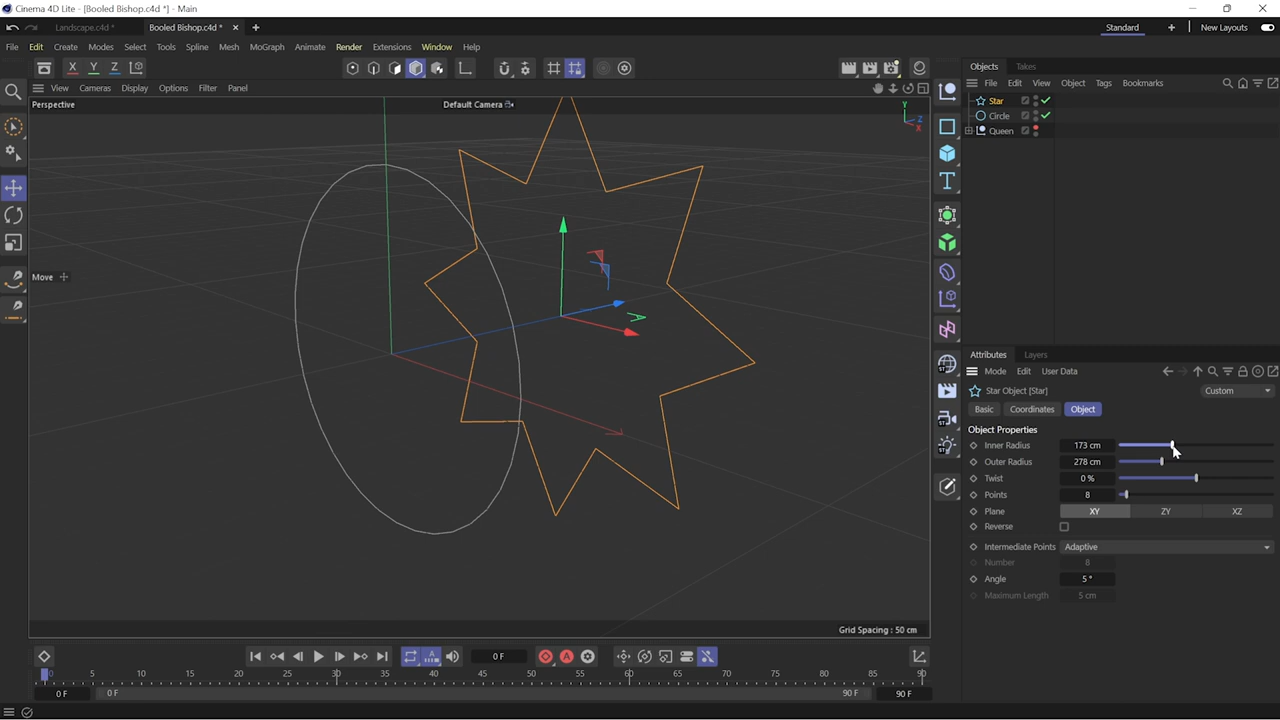 Cinema 4D Lite - [Booled Bishop.c4d *] - Main
Landscape.c4d * Booled Bishop.c4d * Standard New Layouts
File Edit Create Modes Select Tools Spline Mesh MoGraph Animate Render Extensions Window Help
X Y Z
Objects Takes
View Cameras Display Options Filter Panel
File Edit View Object Tags Bookmarks
Perspective Default Camera
Star
Circle
Queen
Y
Z
X
Move
Attributes Layers
Mode Edit User Data
Star Object [Star] Custom
Basic Coordinates Object
Object Properties
Inner Radius 173 cm
Outer Radius 278 cm
Twist 0 %
Points 8
Plane XY ZY XZ
Reverse
Intermediate Points Adaptive
Number 8
Angle 5 °
Maximum Length 5 cm
Grid Spacing : 50 cm
0 F
0 5 10 15 20 25 30 35 40 45 50 55 60 65 70 75 80 85 90
0 F 0 F 90 F 90 F